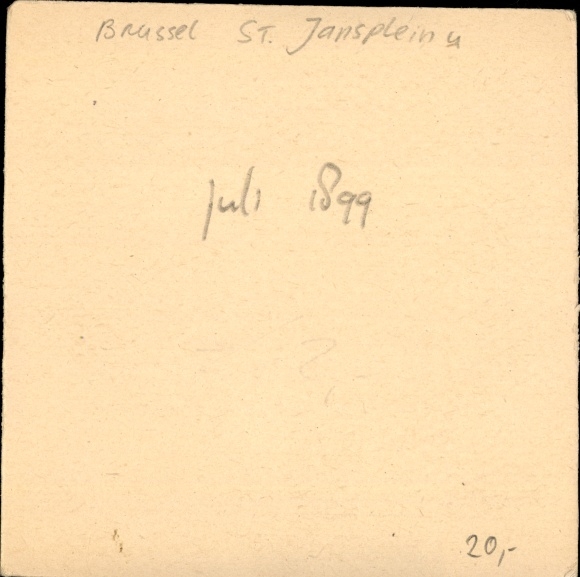 Brussel St. Jansplein
juli 1899
20,-